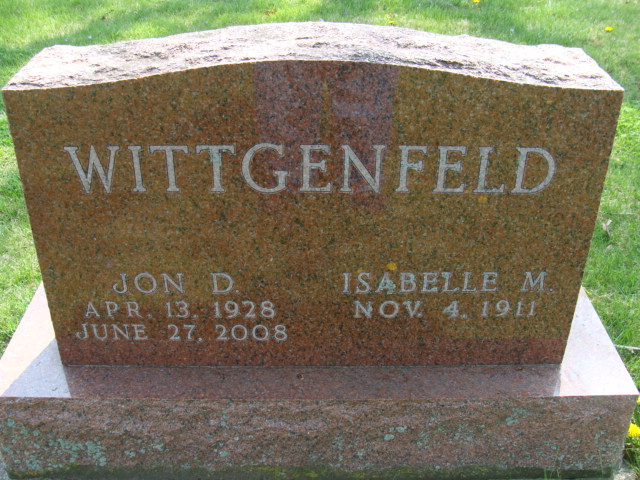 WITTGENFELD
JON D.
APR. 13, 1928
JUNE 27, 2008
ISABELLE M.
NOV. 4, 1911